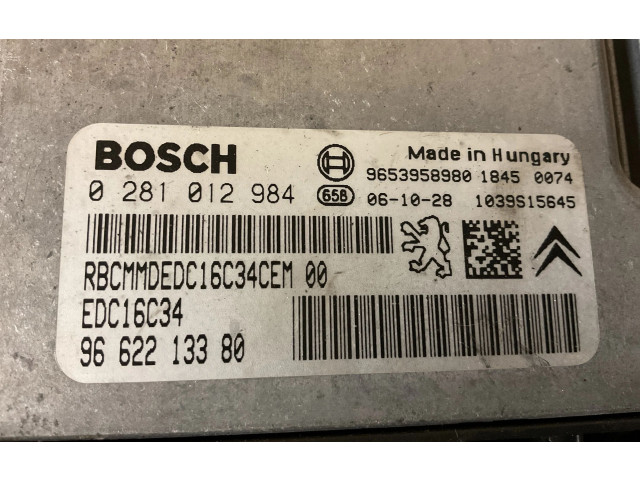 BOSCH
Made in Hungary
9653958980 1845 0074
0 281 012 984 658 06-10-28 1039S15645
RBCMMDEDC16C34CEM 00
EDC16C34
96 622 133 80